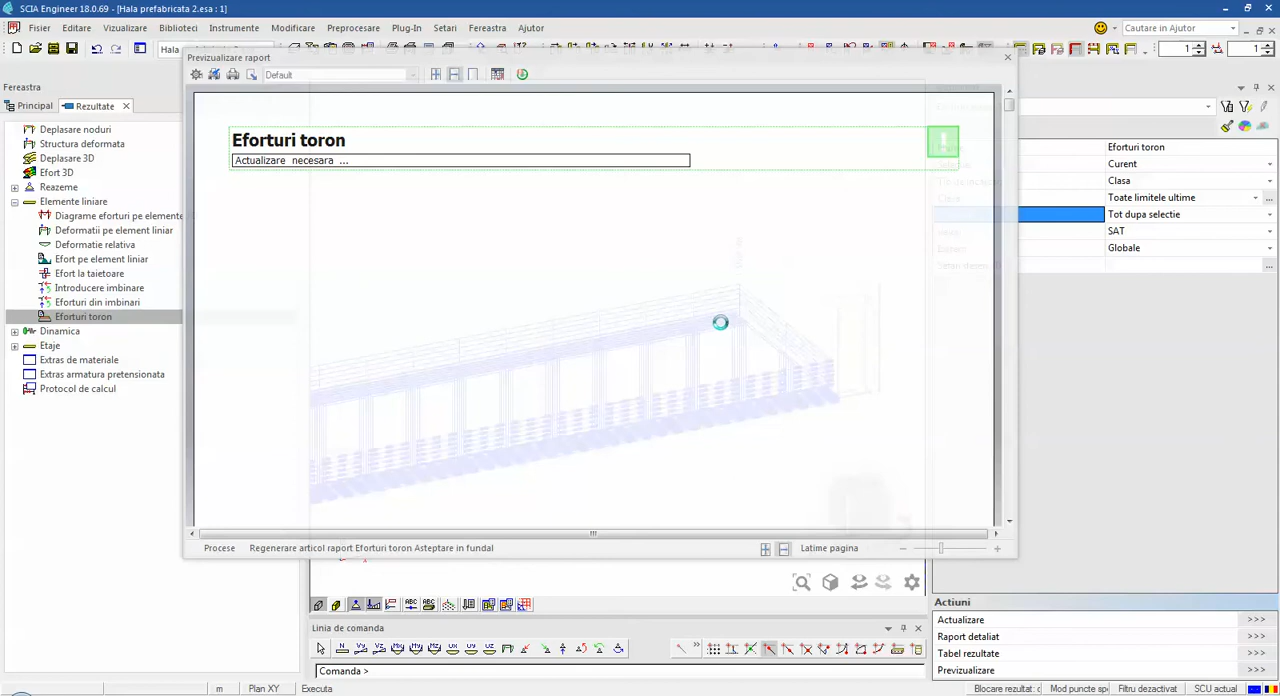 SCIA Engineer 18.0.69 - [Hala prefabricata 2.esa : 1]
Fisier Editare Vizualizare Biblioteci Instrumente Modificare Preprocesare Plug-In Setari Fereastra Ajutor
Cautare in Ajutor
Hala
1 1
Previzualizare raport
Default
Fereastra
Principal Rezultate
Deplasare noduri
Structura deformata
Deplasare 3D
Efort 3D
Reazeme
Elemente liniare
Diagrame eforturi pe elemente
Deformatii pe element liniar
Deformatie relativa
Efort pe element liniar
Efort la taietoare
Introducere imbinare
Eforturi din imbinari
Eforturi toron
Dinamica
Etaje
Extras de materiale
Extras armatura pretensionata
Protocol de calcul
Eforturi toron
Actualizare necesara ...
Eforturi toron
Curent
Clasa
Toate limitele ultime
Tot dupa selectie
SAT
Globale
Procese Regenerare articol raport Eforturi toron Asteptare in fundal
Latime pagina
Linia de comanda
Comanda >
Actiuni
Actualizare >>>
Raport detaliat >>>
Tabel rezultate >>>
Previzualizare >>>
m Plan XY Executa
Blocare rezultat: c Mod puncte sp Filtru dezactivat SCU actual